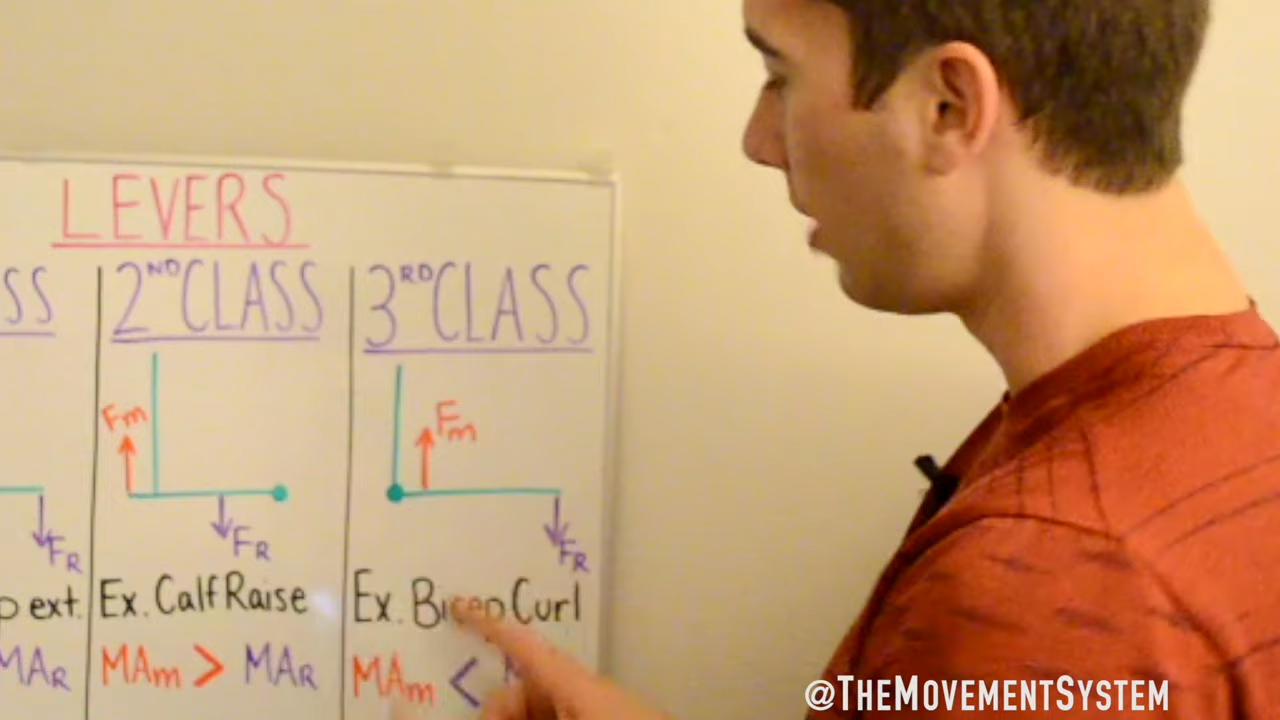 LEVERS
SS
2ND CLASS
3RD CLASS
Fm
Fm
FR
FR
FR
ext.
Ex. Calf Raise
Ex. Bicep Curl
MAR
MAm > MAR
MAm <
@THEMOVEMENTSYSTEM